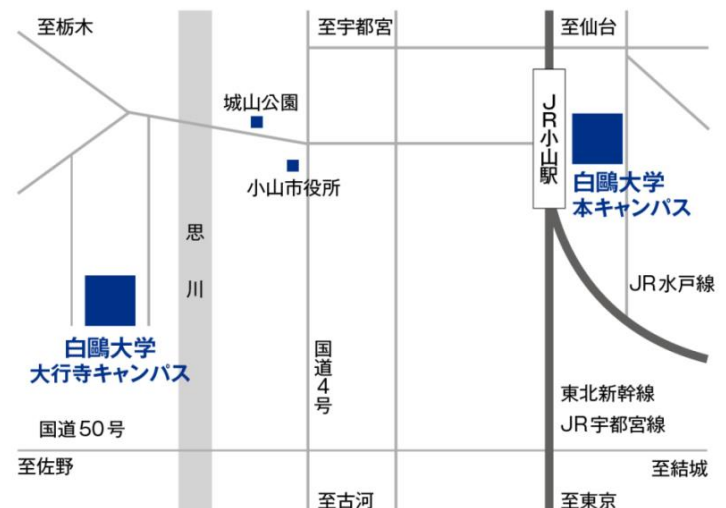 至栃木
至宇都宮
至仙台
城山公園
JR小山駅
小山市役所
白鷗大学
本キャンパス
思川
JR水戸線
白鷗大学
大行寺キャンパス
国道4号
東北新幹線
JR宇都宮線
国道50号
至佐野
至結城
至古河
至東京